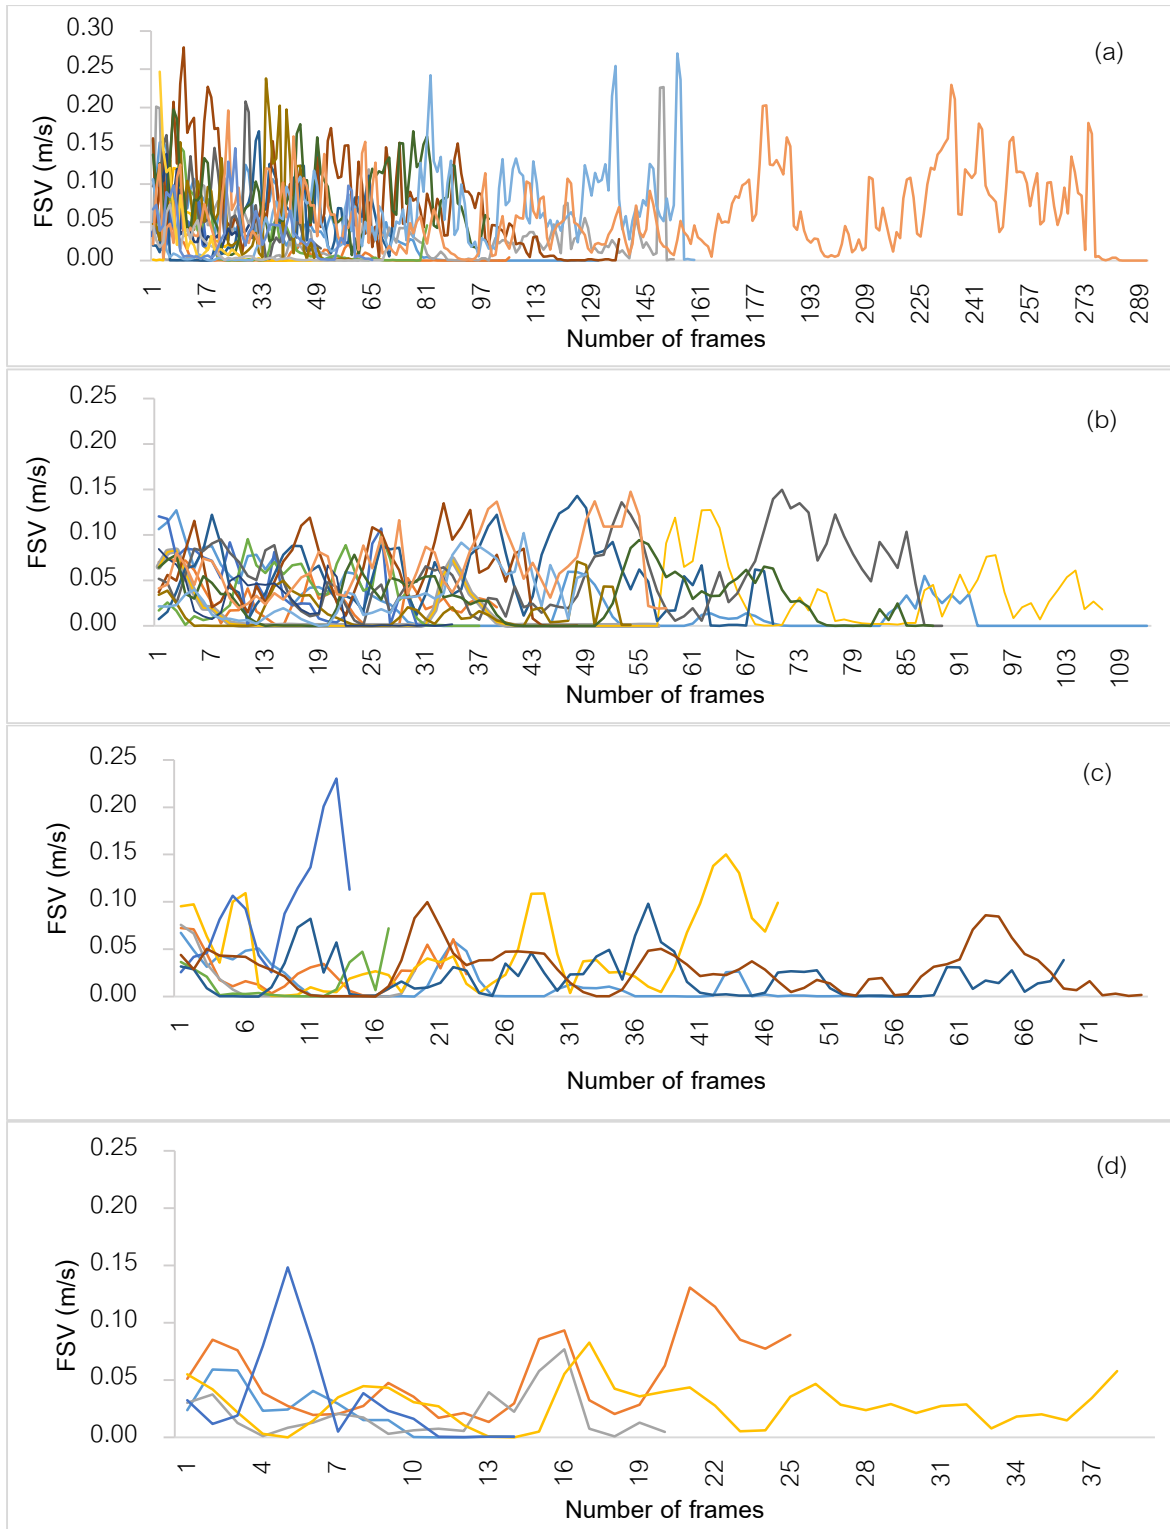 (a)
FSV (m/s)
0.30
0.25
0.20
0.15
0.10
0.05
0.00
1 17 33 49 65 81 97 113 129 145 161 177 193 209 225 241 257 273 289
Number of frames
(b)
FSV (m/s)
0.25
0.20
0.15
0.10
0.05
0.00
1 7 13 19 25 31 37 43 49 55 61 67 73 79 85 91 97 103 109
Number of frames
(c)
FSV (m/s)
0.25
0.20
0.15
0.10
0.05
0.00
1 6 11 16 21 26 31 36 41 46 51 56 61 66 71
Number of frames
(d)
FSV (m/s)
0.25
0.20
0.15
0.10
0.05
0.00
1 4 7 10 13 16 19 22 25 28 31 34 37
Number of frames